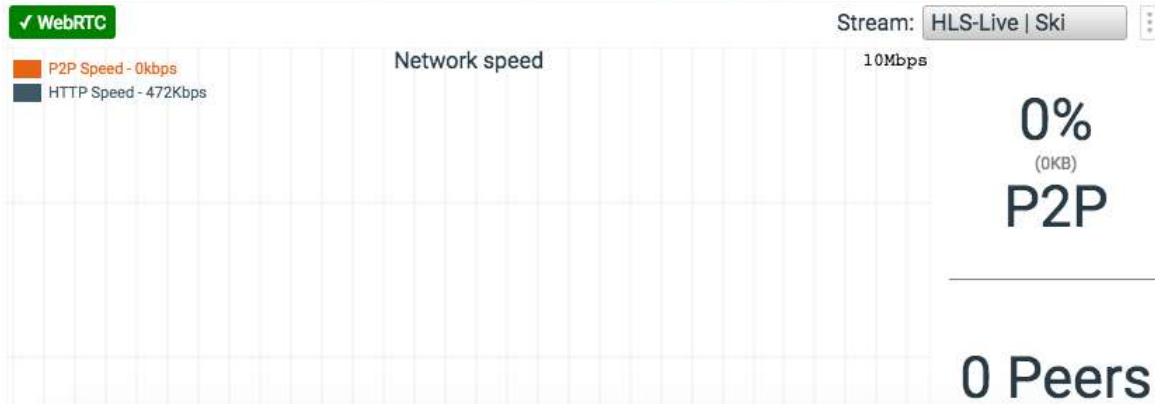 ✓ WebRTC
Stream: HLS-Live | Ski
P2P Speed - 0kbps
HTTP Speed - 472Kbps
Network speed
10Mbps
0%
(0KB)
P2P
0 Peers